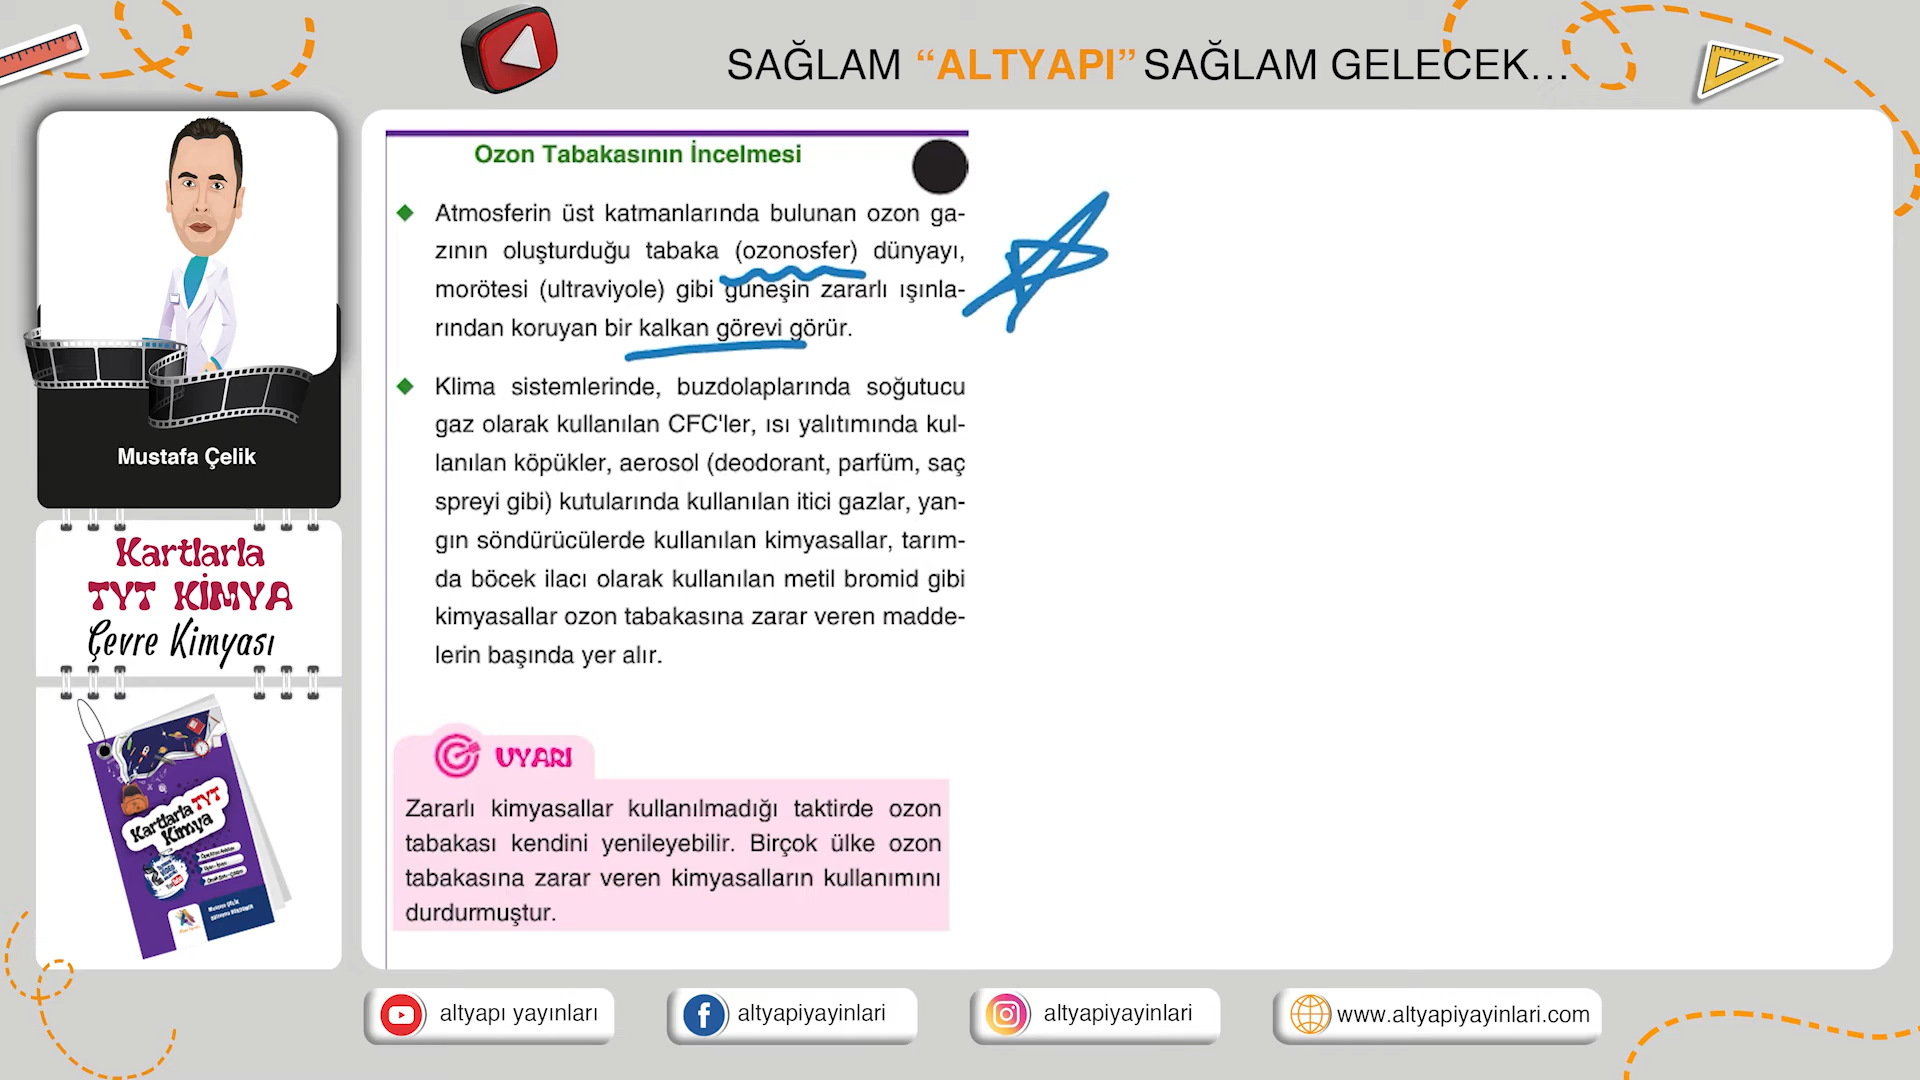 SAĞLAM “ALTYAPI” SAĞLAM GELECEK...
Mustafa Çelik
Kartlarla
TYT KİMYA
Çevre Kimyası
Kartlarla TYT
Kimya
Ozon Tabakasının İncelmesi
Atmosferin üst katmanlarında bulunan ozon ga-
zının oluşturduğu tabaka (ozonosfer) dünyayı,
morötesi (ultraviyole) gibi güneşin zararlı ışınla-
rından koruyan bir kalkan görevi görür.
Klima sistemlerinde, buzdolaplarında soğutucu
gaz olarak kullanılan CFC'ler, ısı yalıtımında kul-
lanılan köpükler, aerosol (deodorant, parfüm, saç
spreyi gibi) kutularında kullanılan itici gazlar, yan-
gın söndürücülerde kullanılan kimyasallar, tarım-
da böcek ilacı olarak kullanılan metil bromid gibi
kimyasallar ozon tabakasına zarar veren madde-
lerin başında yer alır.
UYARI
Zararlı kimyasallar kullanılmadığı taktirde ozon
tabakası kendini yenileyebilir. Birçok ülke ozon
tabakasına zarar veren kimyasalların kullanımını
durdurmuştur.
altyapı yayınları
altyapiyayinlari
altyapiyayinlari
www.altyapiyayinlari.com